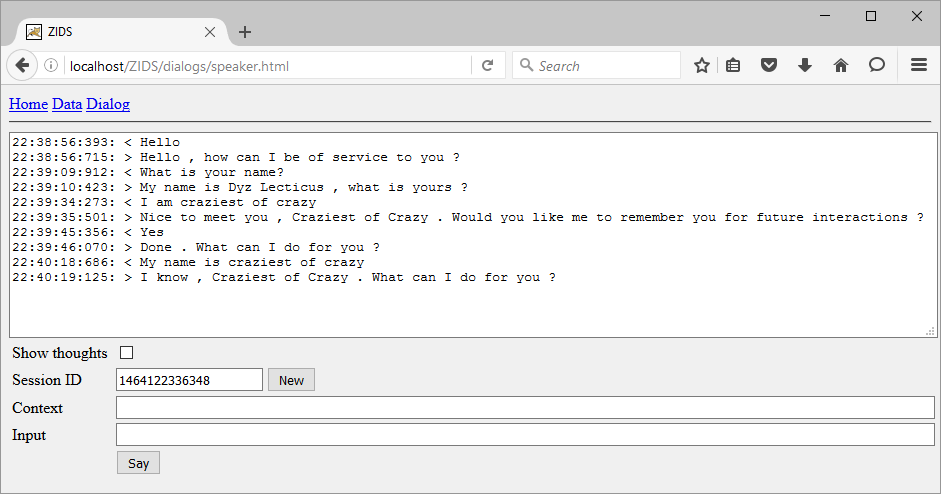 ZIDS
localhost/ZIDS/dialogs/speaker.html
Search
Home Data Dialog
22:38:56:393: < Hello
22:38:56:715: > Hello , how can I be of service to you ?
22:39:09:912: < What is your name?
22:39:10:423: > My name is Dyz Lecticus , what is yours ?
22:39:34:273: < I am craziest of crazy
22:39:35:501: > Nice to meet you , Craziest of Crazy . Would you like me to remember you for future interactions ?
22:39:45:356: < Yes
22:39:46:070: > Done . What can I do for you ?
22:40:18:686: < My name is craziest of crazy
22:40:19:125: > I know , Craziest of Crazy . What can I do for you ?
Show thoughts
Session ID 1464122336348 New
Context
Input
Say